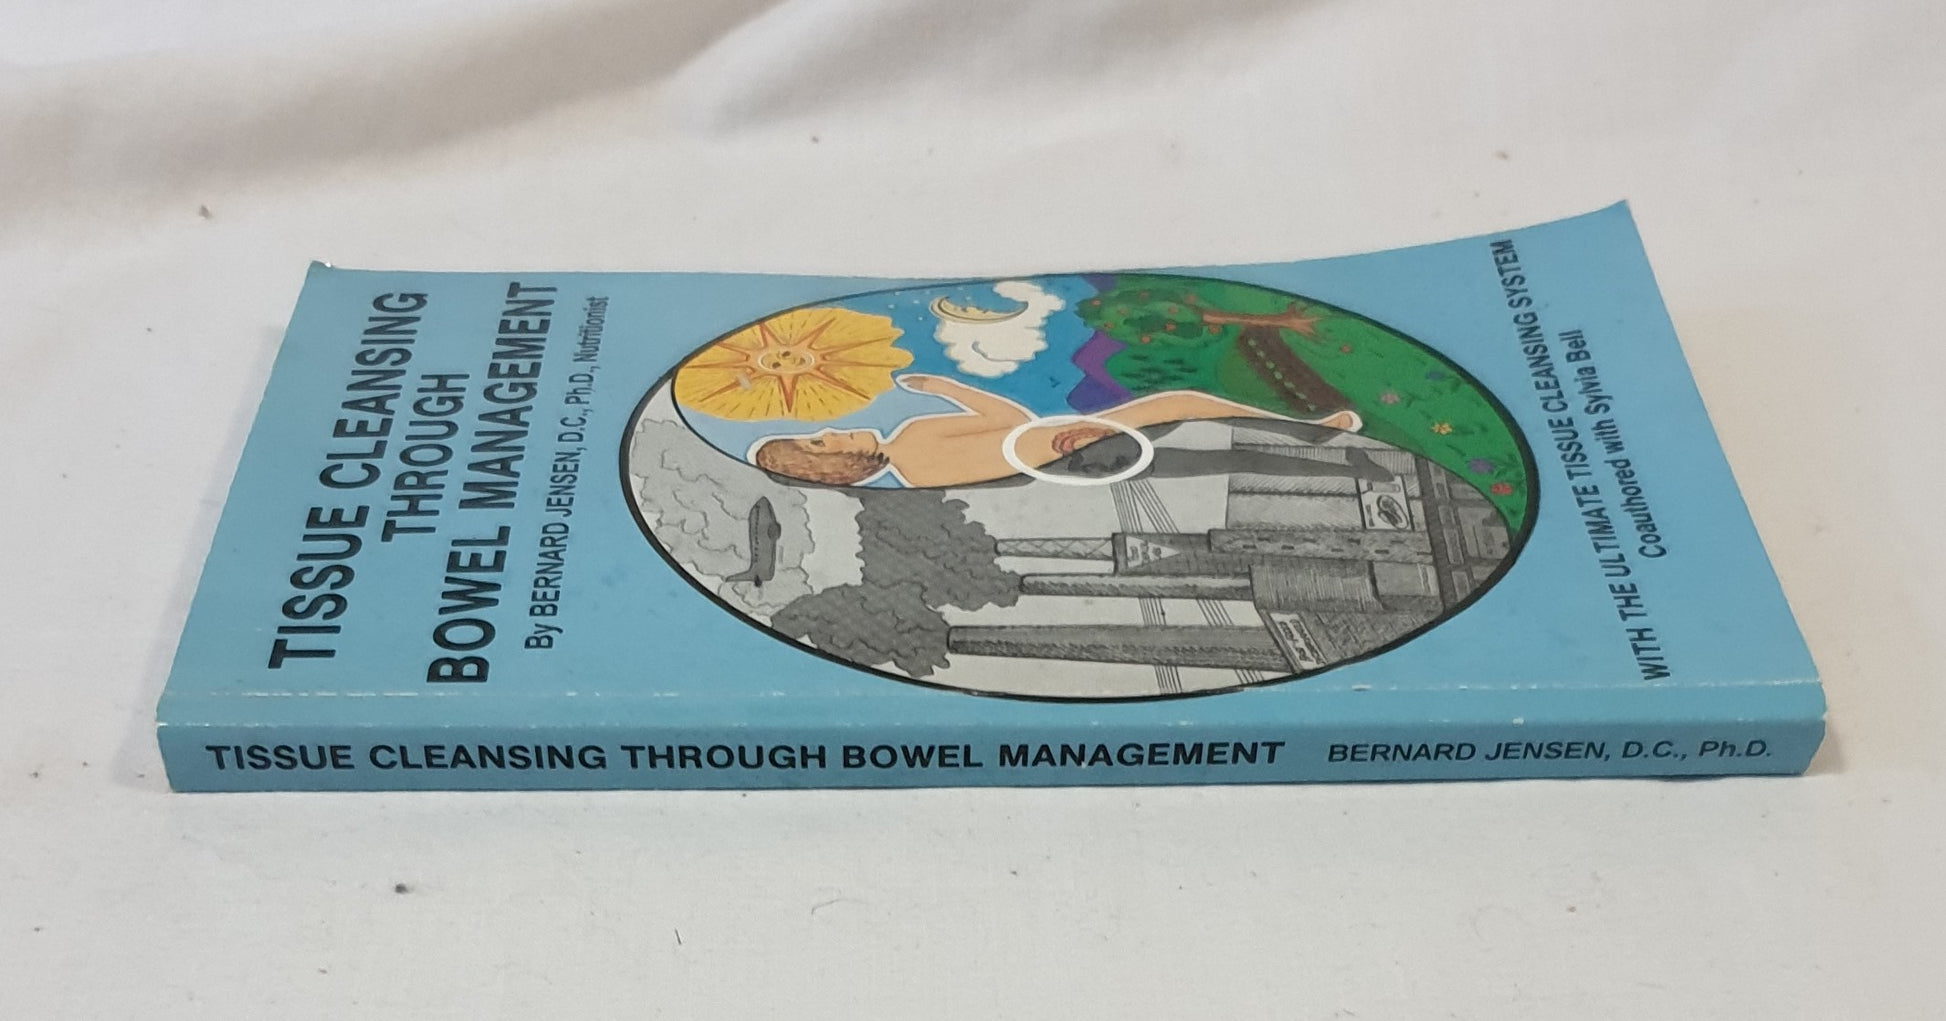 TISSUE CLEANSING
THROUGH
BOWEL MANAGEMENT
By BERNARD JENSEN, D.C., Ph.D., Nutritionist
WITH THE ULTIMATE TISSUE CLEANSING SYSTEM
Coauthored with Sylvia Bell
TISSUE CLEANSING THROUGH BOWEL MANAGEMENT BERNARD JENSEN, D.C., Ph.D.